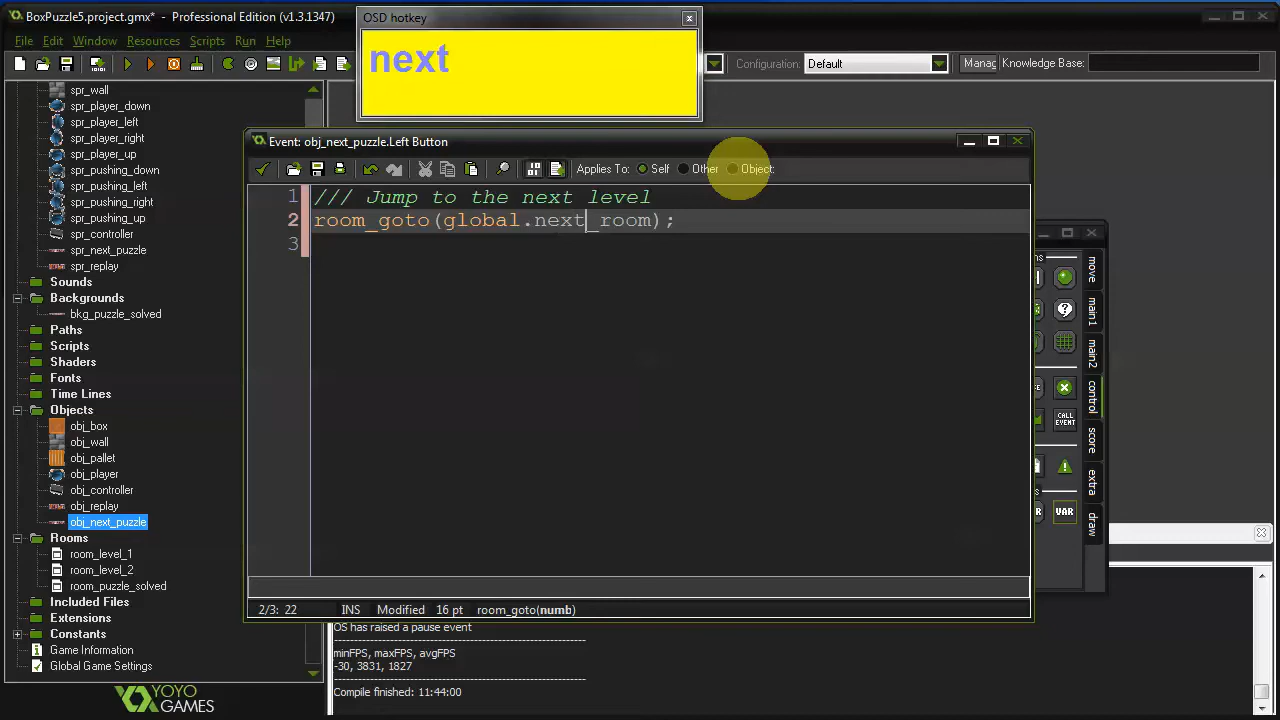 BoxPuzzle5.project.gmx* - Professional Edition (v1.3.1347)
OSD hotkey
next
File Edit Window Resources Scripts Run Help
Configuration: Default Manag Knowledge Base:
spr_wall
spr_player_down
spr_player_left
spr_player_right
spr_player_up
spr_pushing_down
spr_pushing_left
spr_pushing_right
spr_pushing_up
spr_controller
spr_next_puzzle
spr_replay
Sounds
Backgrounds
bkg_puzzle_solved
Paths
Scripts
Shaders
Fonts
Time Lines
Objects
obj_box
obj_wall
obj_pallet
obj_player
obj_controller
obj_replay
obj_next_puzzle
Rooms
room_level_1
room_level_2
room_puzzle_solved
Included Files
Extensions
Constants
Game Information
Global Game Settings
YOYO
GAMES
Event: obj_next_puzzle.Left Button
Applies To: Self Other Object:
1 /// Jump to the next level
2 room_goto(global.next_room);
3
2/3: 22 INS Modified 16 pt room_goto(numb)
move
main1
main2
control
score
extra
draw
CALL
EVENT
VAR
OS has raised a pause event
minFPS, maxFPS, avgFPS
-30, 3831, 1827
Compile finished: 11:44:00